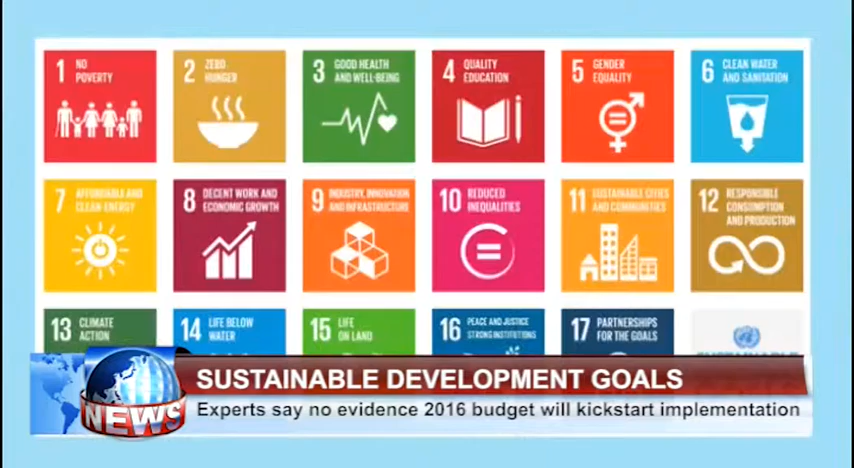 1 NO
POVERTY
2 ZERO
HUNGER
3 GOOD HEALTH
AND WELL-BEING
4 QUALITY
EDUCATION
5 GENDER
EQUALITY
6 CLEAN WATER
AND SANITATION
7 AFFORDABLE AND
CLEAN ENERGY
8 DECENT WORK AND
ECONOMIC GROWTH
9 INDUSTRY, INNOVATION
AND INFRASTRUCTURE
10 REDUCED
INEQUALITIES
11 SUSTAINABLE CITIES
AND COMMUNITIES
12 RESPONSIBLE
CONSUMPTION
AND PRODUCTION
13 CLIMATE
ACTION
14 LIFE BELOW
WATER
15 LIFE
ON LAND
16 PEACE AND JUSTICE
STRONG INSTITUTIONS
17 PARTNERSHIPS
FOR THE GOALS
NEWS
SUSTAINABLE DEVELOPMENT GOALS
Experts say no evidence 2016 budget will kickstart implementation